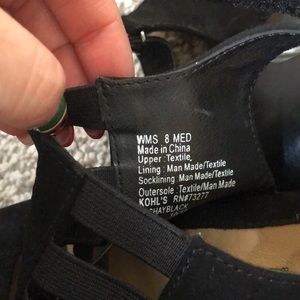 WMS 8 MED
Made in China
Upper : Textile
Lining : Man Made/Textile
Socklining : Man Made/Textile
Outersole : Textile/Man Made
KOHL'S RN#73277